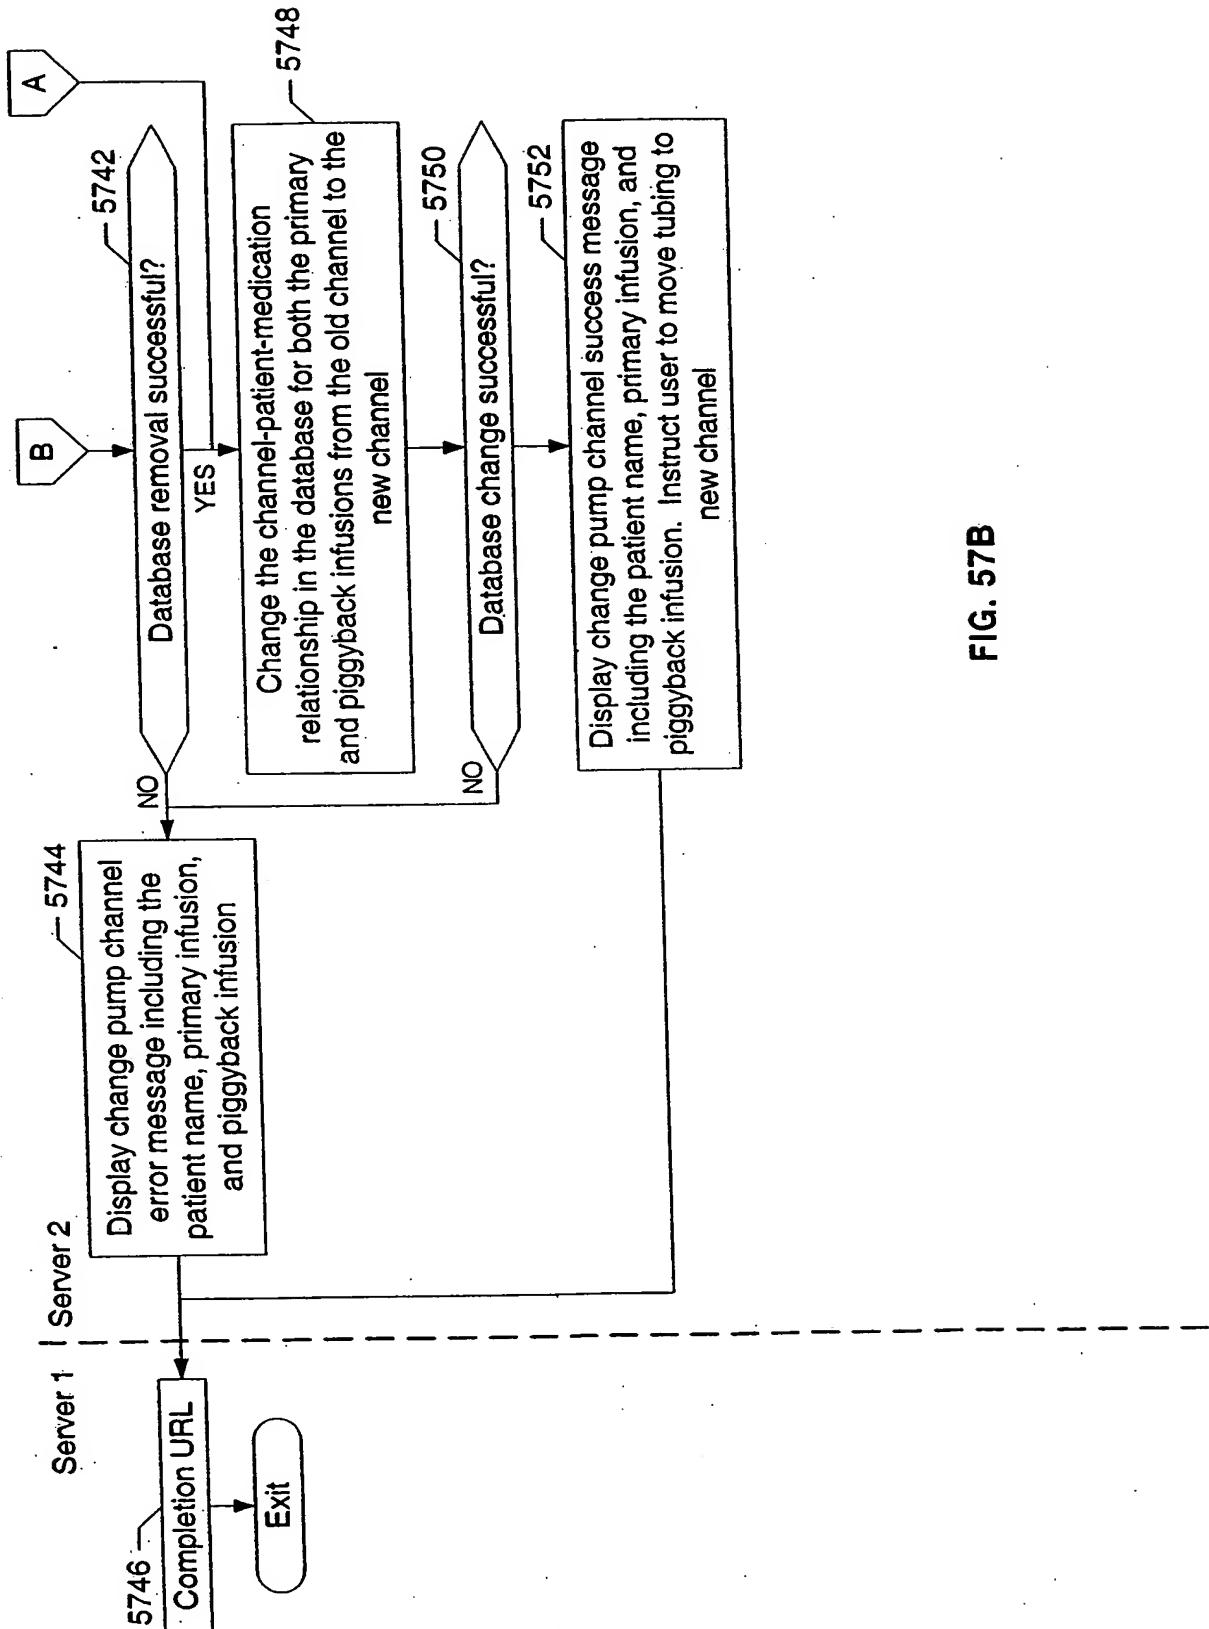 Server 1
Server 2
B
A
5742
Database removal successful?
NO
YES
5744
Display change pump channel
error message including the
patient name, primary infusion,
and piggyback infusion
5746
Completion URL
Exit
5748
Change the channel-patient-medication
relationship in the database for both the primary
and piggyback infusions from the old channel to the
new channel
5750
Database change successful?
NO
5752
Display change pump channel success message
including the patient name, primary infusion, and
piggyback infusion. Instruct user to move tubing to
new channel
FIG. 57B